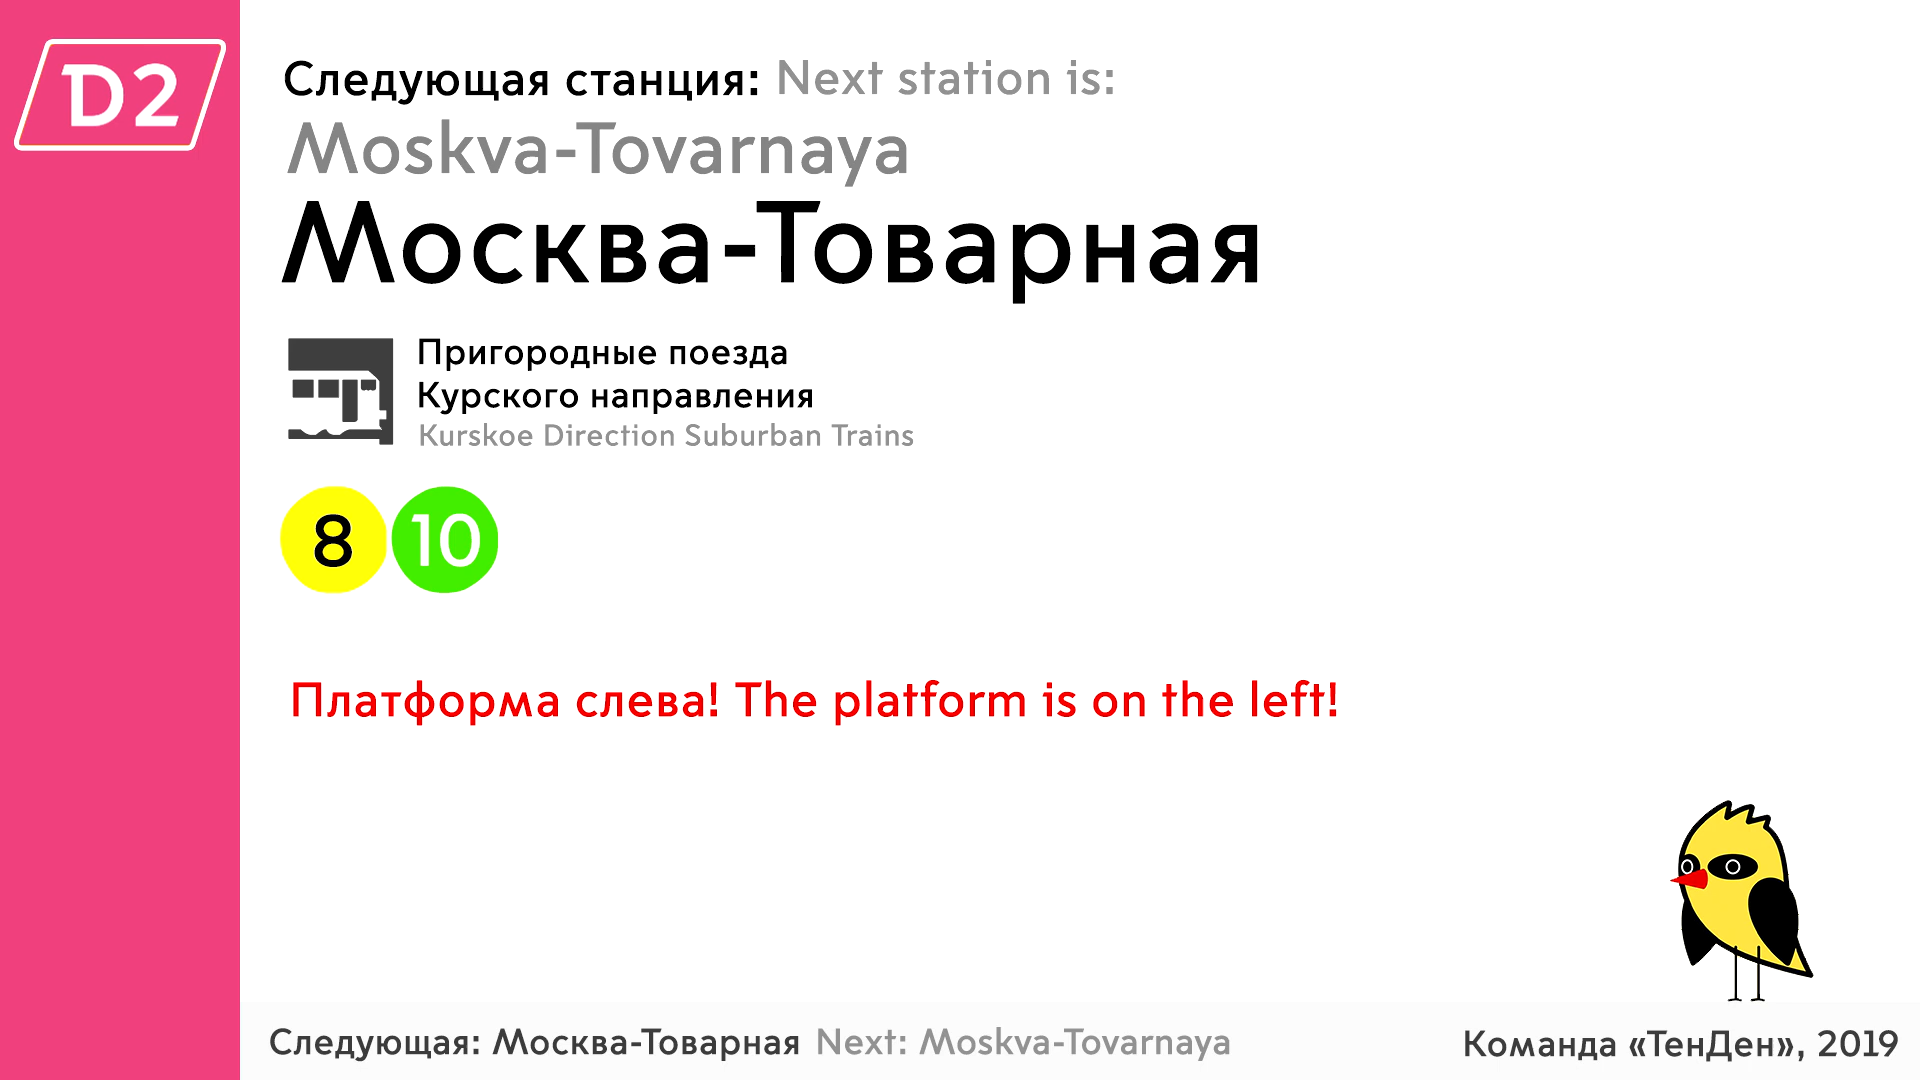 D2
Следующая станция: Next station is:
Moskva-Tovarnaya
Москва-Товарная
Пригородные поезда
Курского направления
Kurskoe Direction Suburban Trains
8 10
Платформа слева! The platform is on the left!
Следующая: Москва-Товарная Next: Moskva-Tovarnaya
Команда «ТенДен», 2019